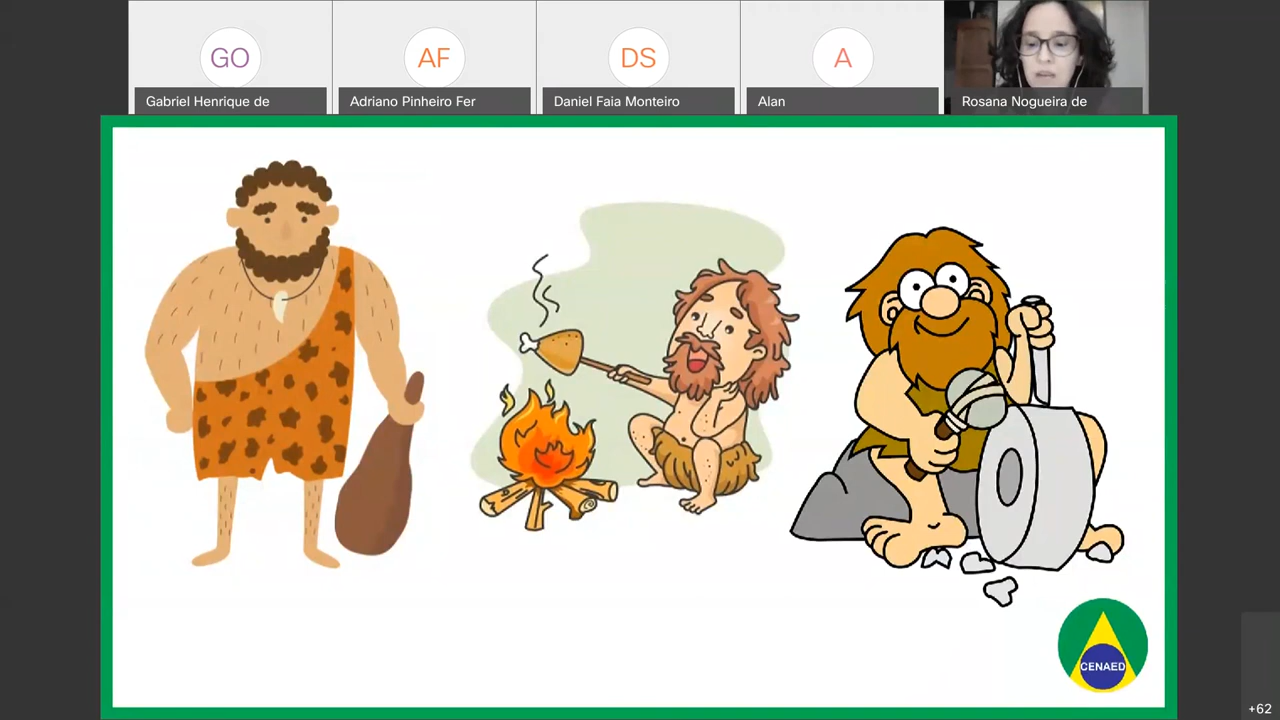 GO
AF
DS
A
Gabriel Henrique de
Adriano Pinheiro Fer
Daniel Faia Monteiro
Alan
Rosana Nogueira de
CENAED
+62